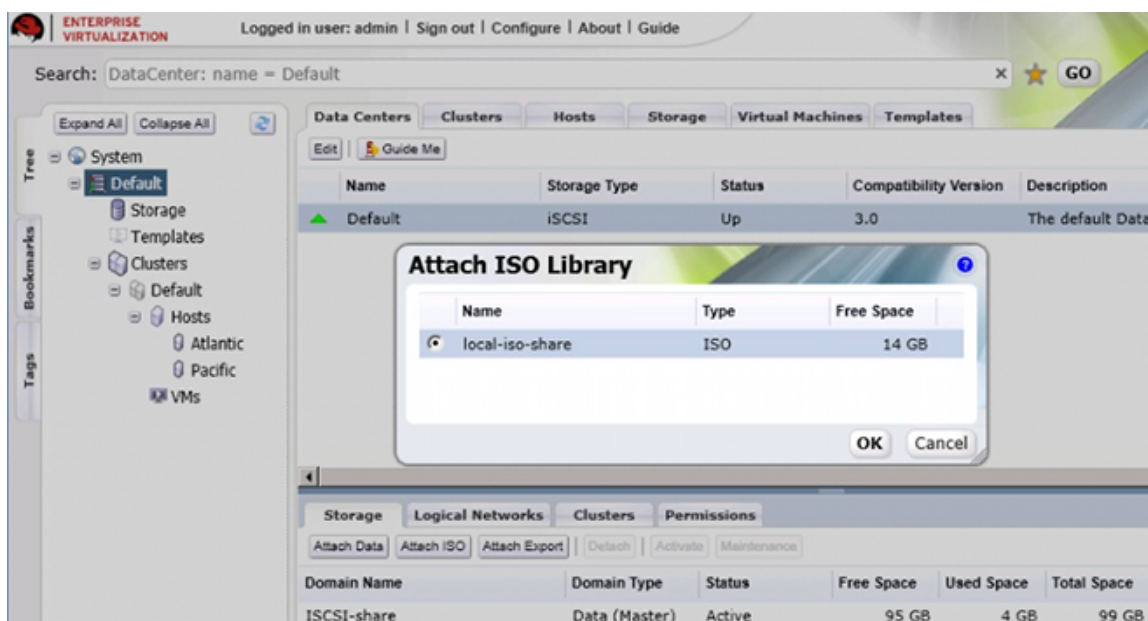 ENTERPRISE
VIRTUALIZATION
Logged in user: admin | Sign out | Configure | About | Guide
Search: DataCenter: name = Default
GO
Expand All Collapse All
Tree
Bookmarks
Tags
System
Default
Storage
Templates
Clusters
Default
Hosts
Atlantic
Pacific
VMs
Data Centers Clusters Hosts Storage Virtual Machines Templates
Edit Guide Me
Name Storage Type Status Compatibility Version Description
Default iSCSI Up 3.0 The default Data
Attach ISO Library
Name Type Free Space
local-iso-share ISO 14 GB
OK Cancel
Storage Logical Networks Clusters Permissions
Attach Data Attach ISO Attach Export Detach Activate Maintenance
Domain Name Domain Type Status Free Space Used Space Total Space
ISCSI-share Data (Master) Active 95 GB 4 GB 99 GB